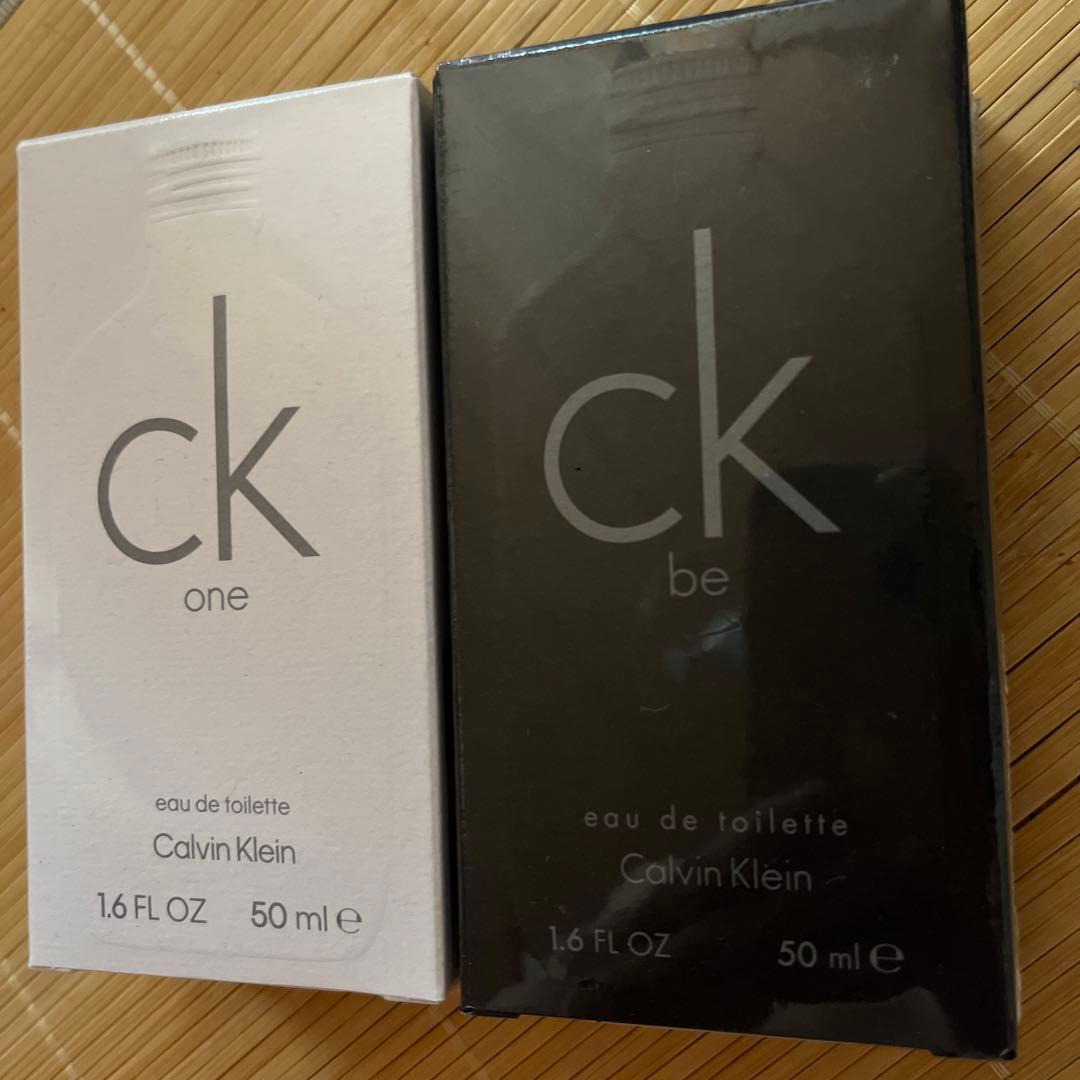 ck
one
eau de toilette
Calvin Klein
1.6 FL OZ 50 ml ℮
ck
be
eau de toilette
Calvin Klein
1.6 FL OZ 50 ml ℮